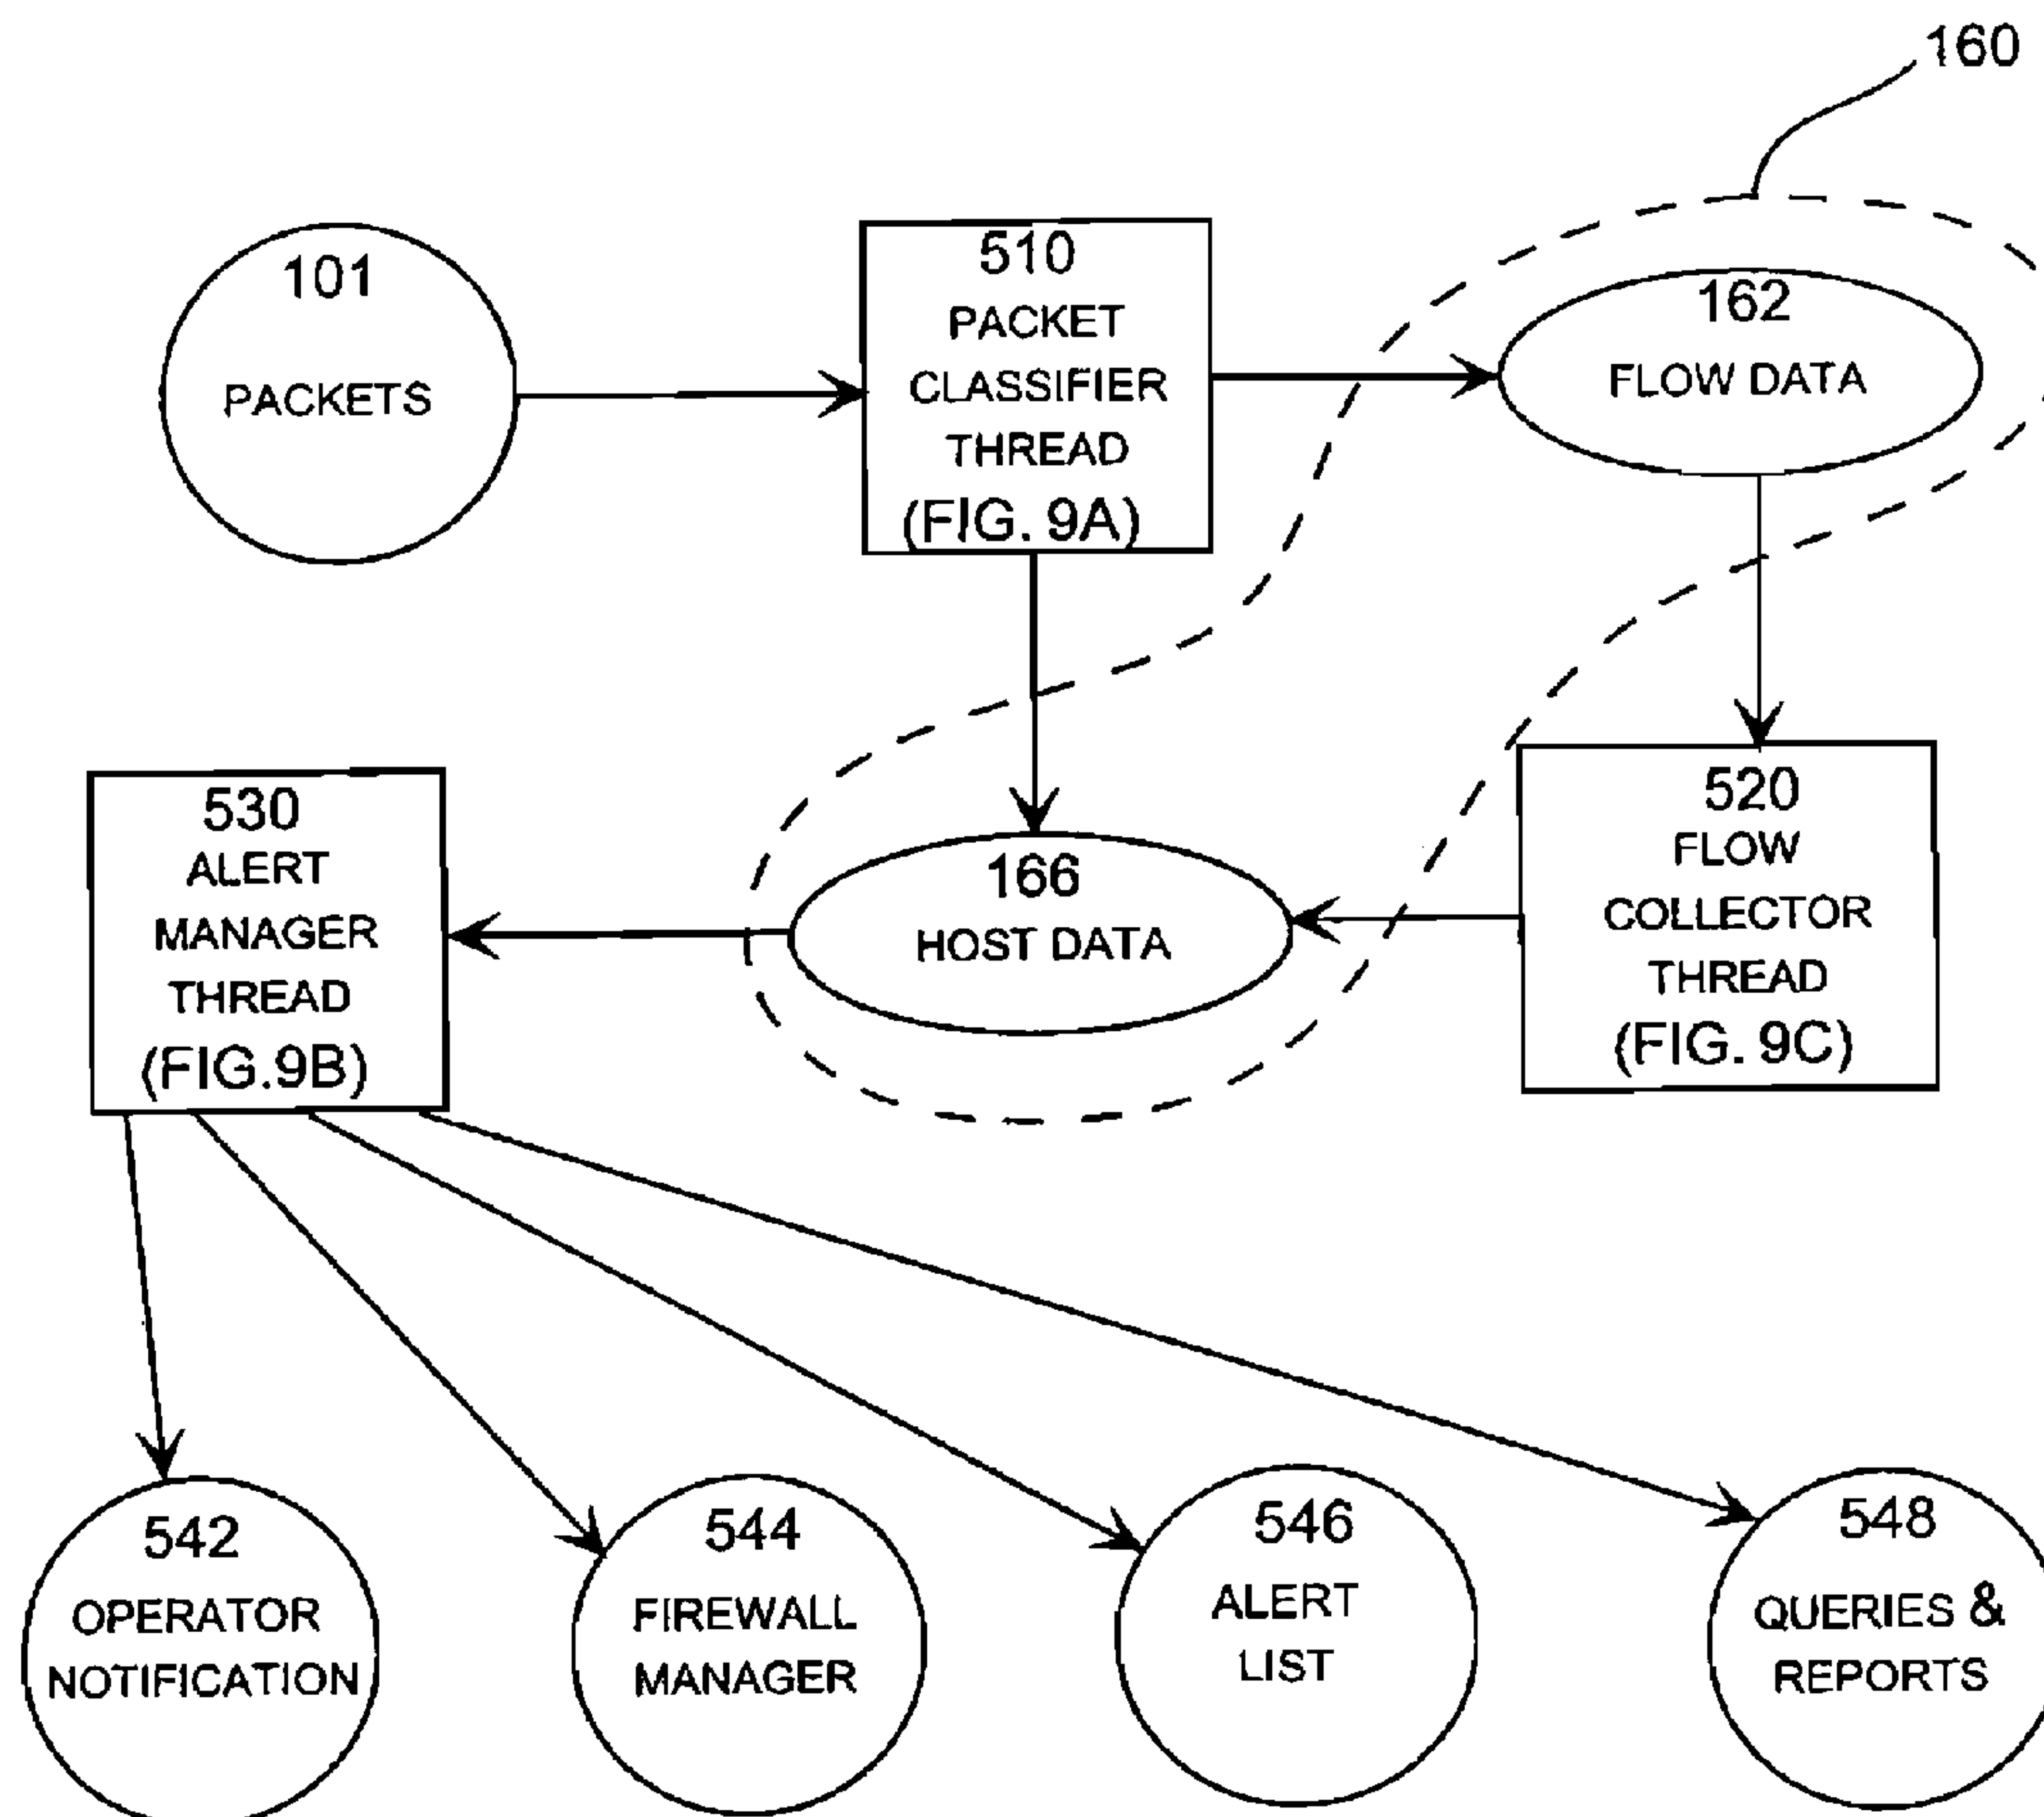 160
101
PACKETS
510
PACKET
CLASSIFIER
THREAD
(FIG. 9A)
162
FLOW DATA
530
ALERT
MANAGER
THREAD
(FIG.9B)
166
HOST DATA
520
FLOW
COLLECTOR
THREAD
(FIG. 9C)
542
OPERATOR
NOTIFICATION
544
FIREWALL
MANAGER
546
ALERT
LIST
548
QUERIES &
REPORTS